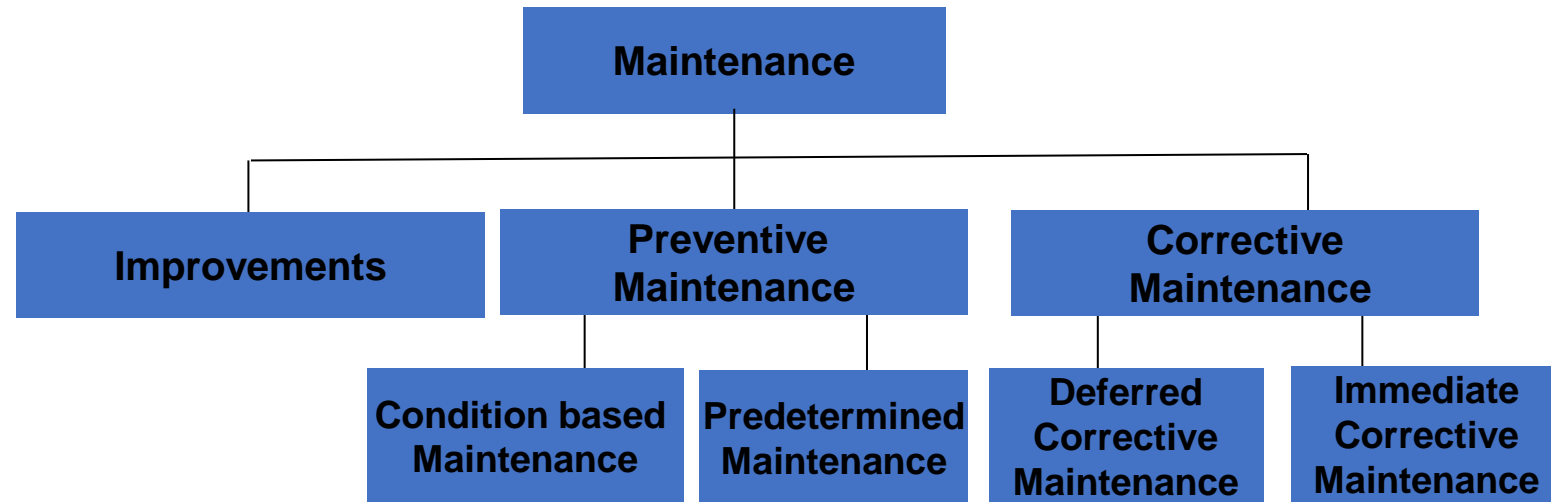 Maintenance
Improvements
Preventive
Maintenance
Corrective
Maintenance
Condition based
Maintenance
Predetermined
Maintenance
Deferred
Corrective
Maintenance
Immediate
Corrective
Maintenance